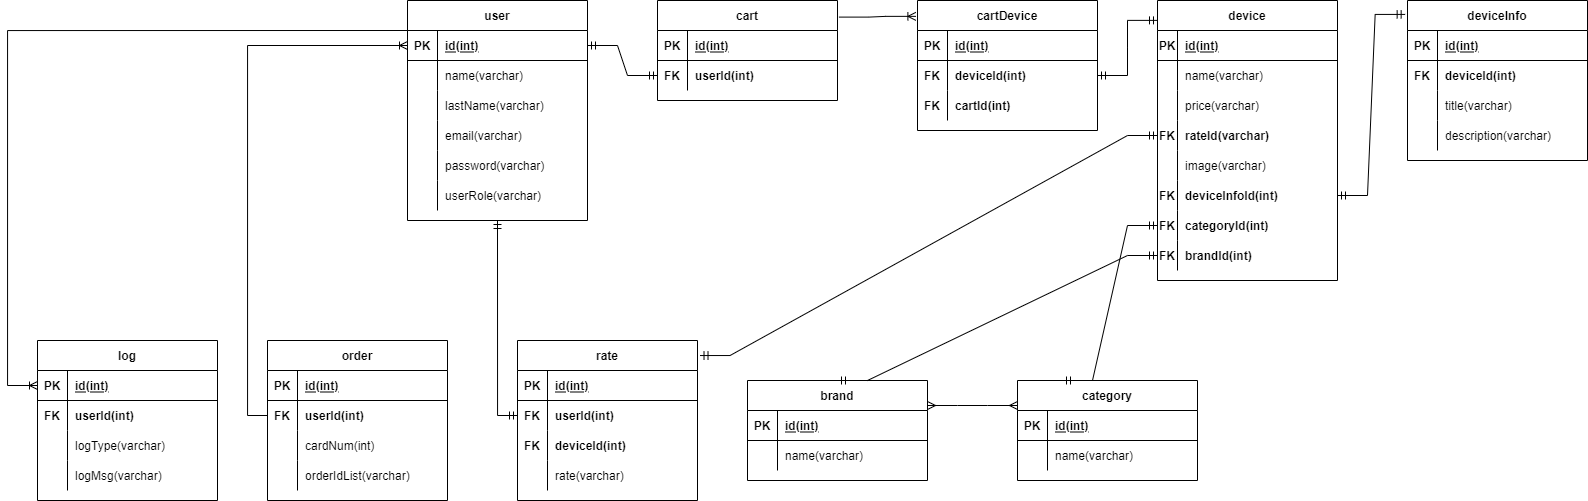 user
PK id(int)
name(varchar)
lastName(varchar)
email(varchar)
password(varchar)
userRole(varchar)
cart
PK id(int)
FK userId(int)
cartDevice
PK id(int)
FK deviceId(int)
FK cartId(int)
device
PK id(int)
name(varchar)
price(varchar)
FK rateId(varchar)
image(varchar)
FK deviceInfoId(int)
FK categoryId(int)
FK brandId(int)
deviceInfo
PK id(int)
FK deviceId(int)
title(varchar)
description(varchar)
log
PK id(int)
FK userId(int)
logType(varchar)
logMsg(varchar)
order
PK id(int)
FK userId(int)
cardNum(int)
orderIdList(varchar)
rate
PK id(int)
FK userId(int)
FK deviceId(int)
rate(varchar)
brand
PK id(int)
name(varchar)
category
PK id(int)
name(varchar)